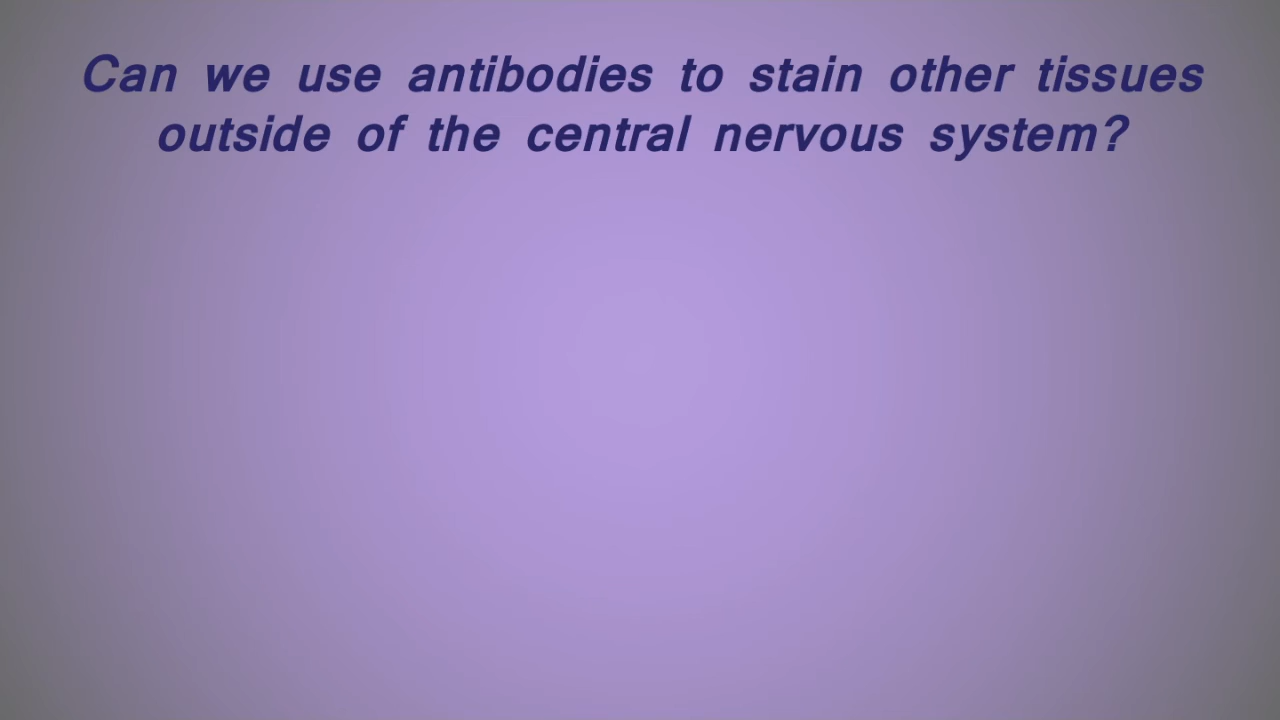 Can we use antibodies to stain other tissues
outside of the central nervous system?